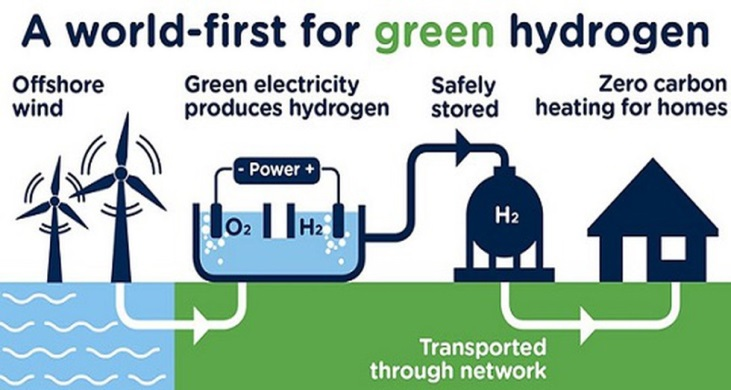 A world-first for green hydrogen
Offshore
wind
Green electricity
produces hydrogen
Safely
stored
Zero carbon
heating for homes
- Power +
O₂
H₂
H₂
Transported
through network